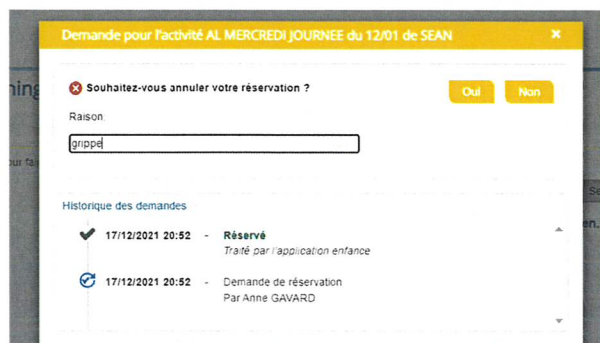 Demande pour l'activité AL MERCREDI JOURNEE du 12/01 de SEAN
Souhaitez-vous annuler votre réservation ?
Oui Non
Raison:
grippe
Historique des demandes
17/12/2021 20:52 - Réservé
Traité par l'application enfance
17/12/2021 20:52 - Demande de réservation
Par Anne GAVARD